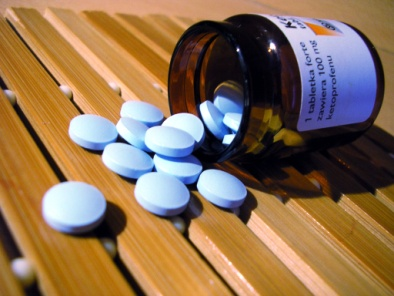 1 tabletka forte
zawiera 100 mg
ketoprofenu